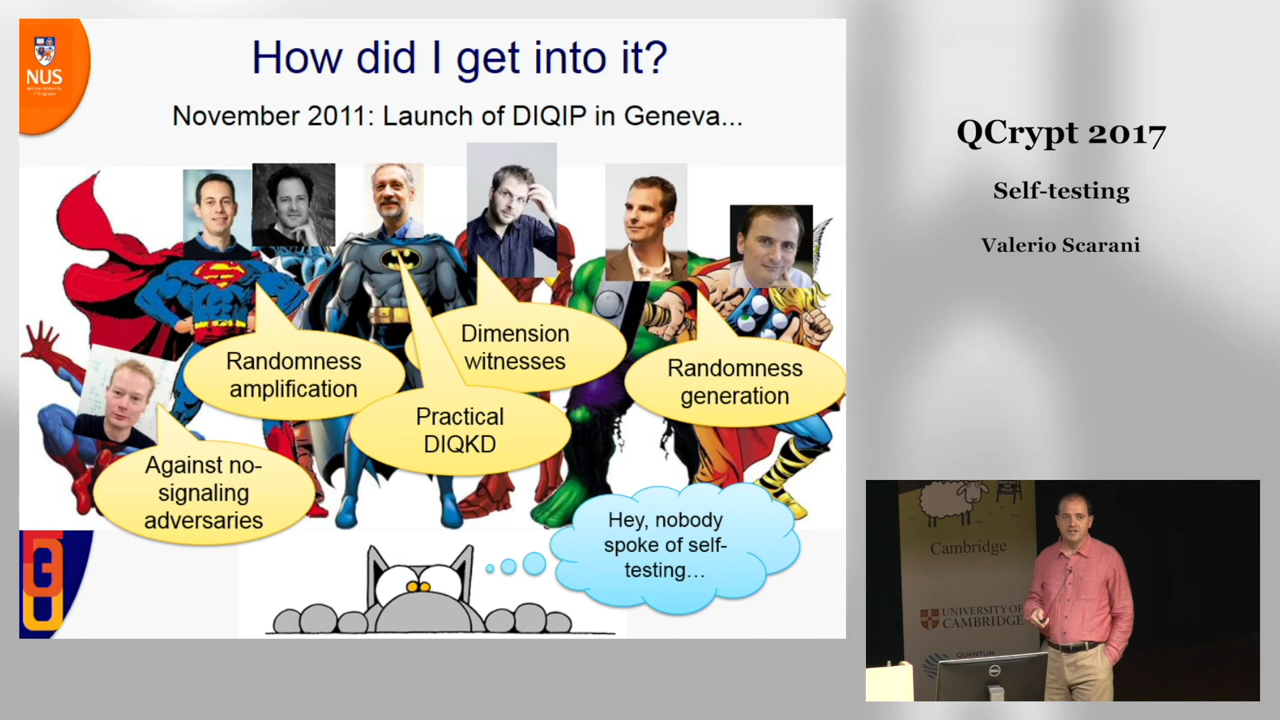 How did I get into it?
November 2011: Launch of DIQIP in Geneva...
NUS
Randomness
amplification
Dimension
witnesses
Randomness
generation
Practical
DIQKD
Against no-
signaling
adversaries
Hey, nobody
spoke of self-
testing…
QCrypt 2017
Self-testing
Valerio Scarani
Cambridge
UNIVERSITY OF
CAMBRIDGE
QUANTUM
DELL